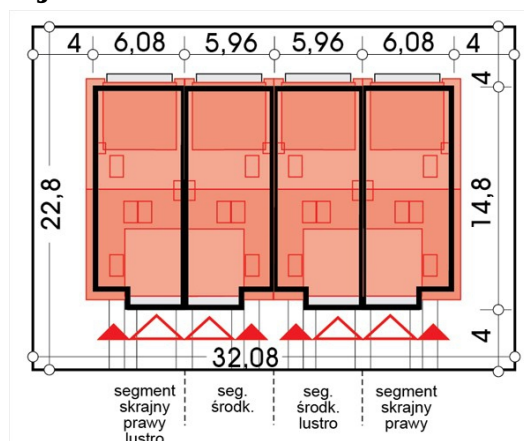 4 6,08 5,96 5,96 6,08 4
4
22,8
14,8
4
32,08
segment skrajny prawy lustro
seg. środk.
seg. środk. lustro
segment skrajny prawy